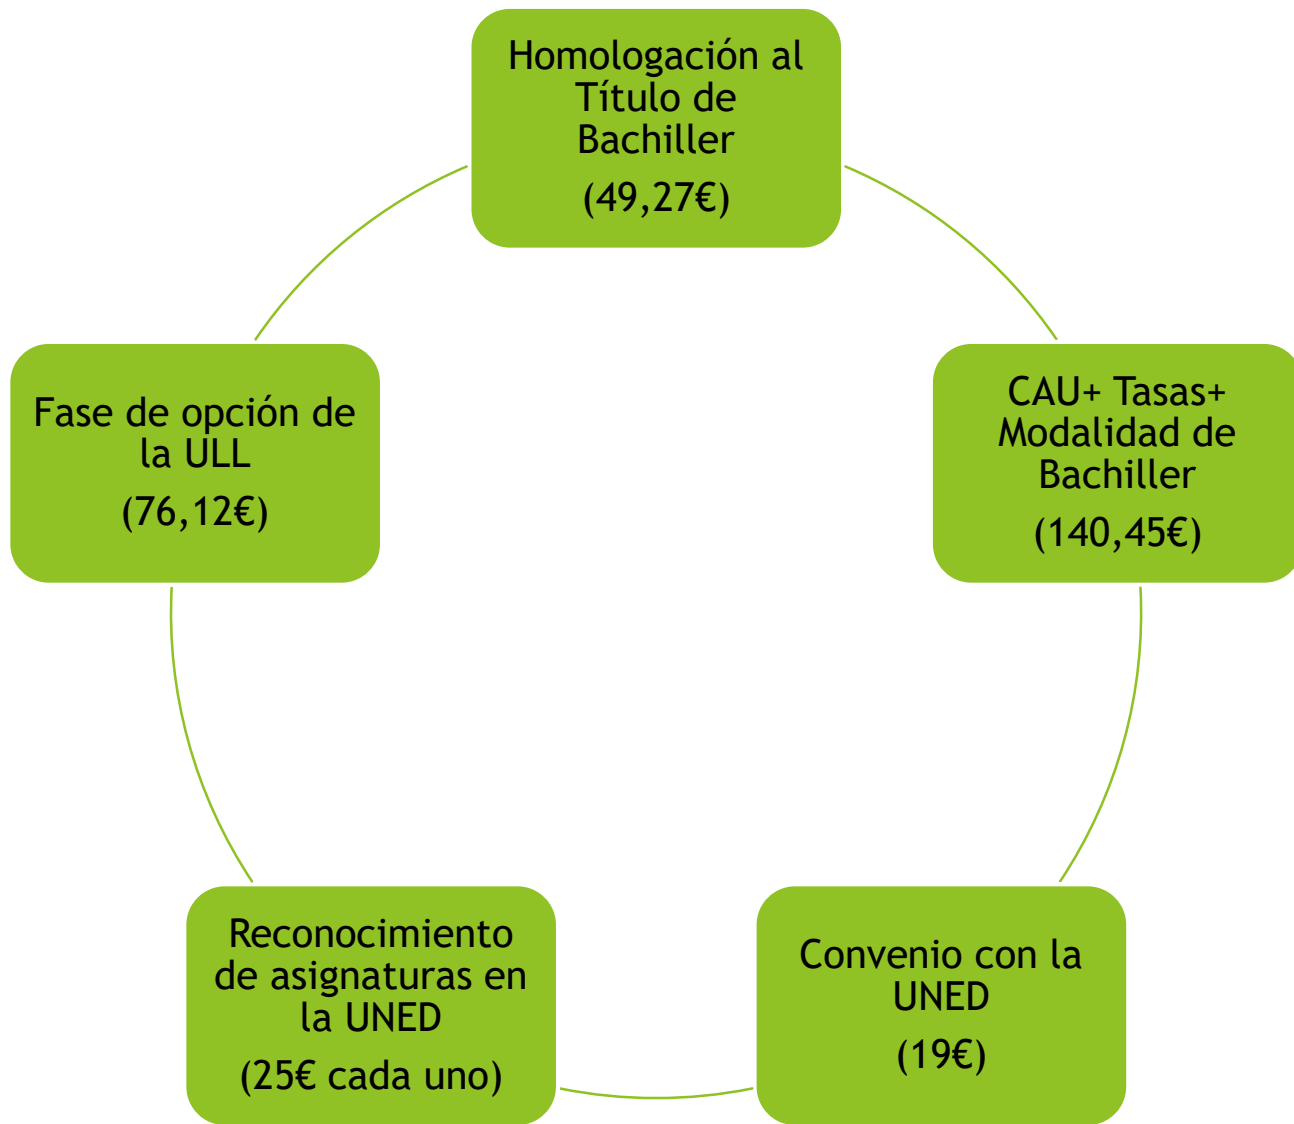 Homologación al
Título de
Bachiller
(49,27€)
CAU+ Tasas+
Modalidad de
Bachiller
(140,45€)
Convenio con la
UNED
(19€)
Reconocimiento
de asignaturas en
la UNED
(25€ cada uno)
Fase de opción de
la ULL
(76,12€)